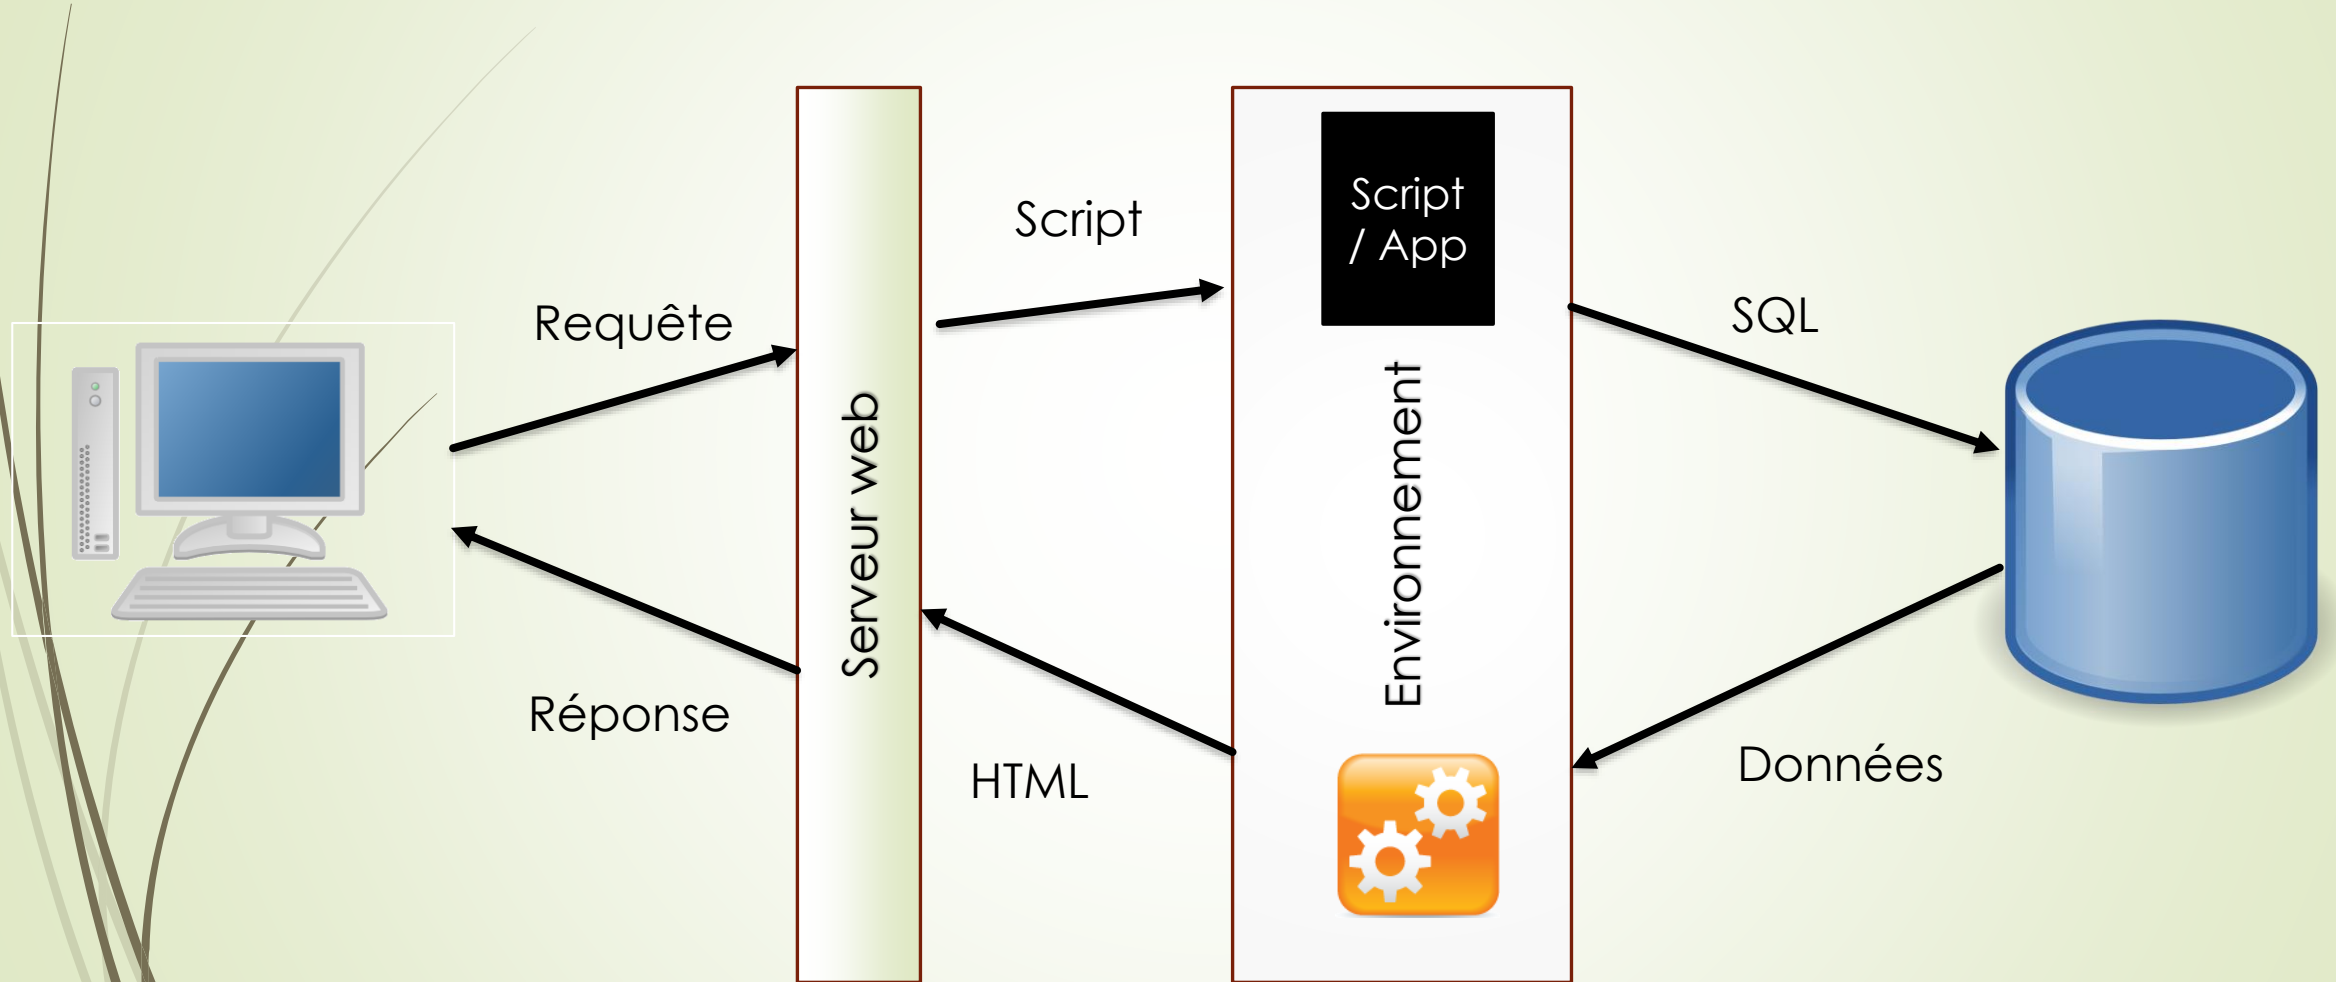 Requête
Réponse
Serveur web
Script
HTML
Script
/ App
Environnement
SQL
Données